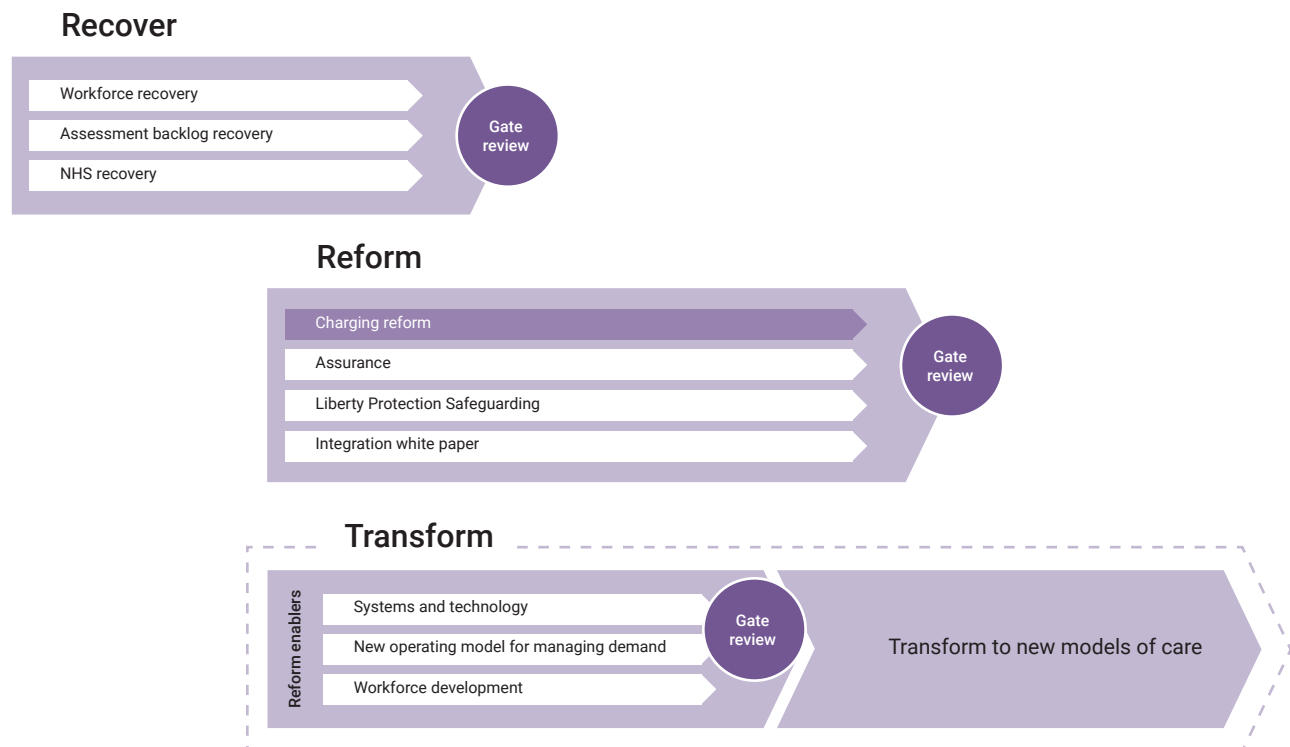 Recover
Workforce recovery
Assessment backlog recovery
NHS recovery
Gate
review
Reform
Charging reform
Assurance
Liberty Protection Safeguarding
Integration white paper
Gate
review
Transform
Reform enablers
Systems and technology
New operating model for managing demand
Workforce development
Gate
review
Transform to new models of care